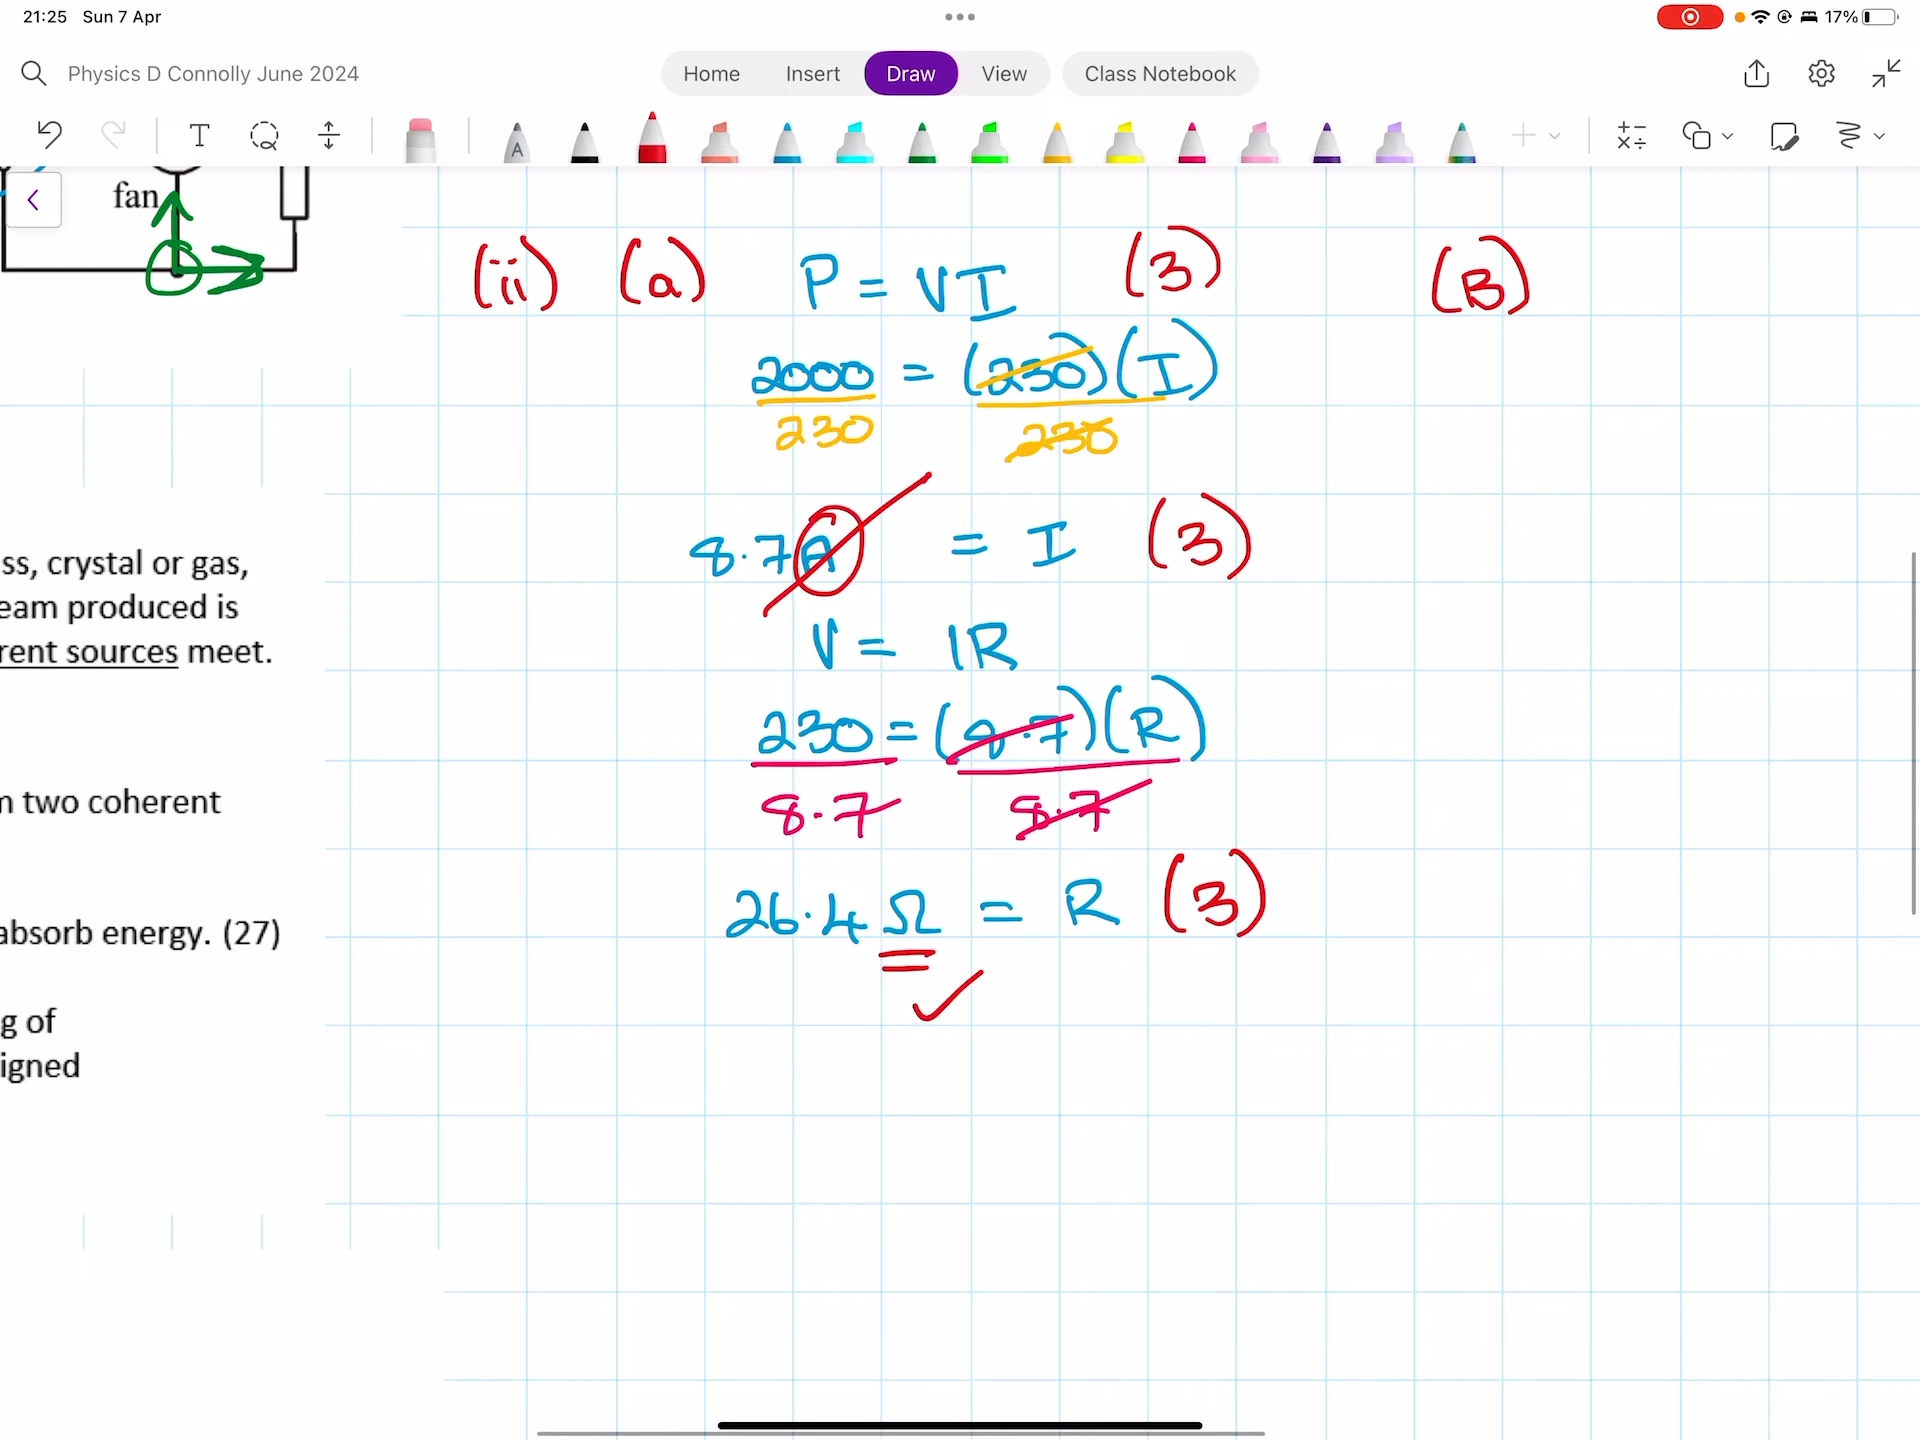 21:25 Sun 7 Apr
17%
Physics D Connolly June 2024
Home Insert Draw View Class Notebook
T
A
fan
(ii) (a) P = VI (3) (B)
2000 = (230)(I)
230 230
8.7A = I (3)
V = IR
230 = (8.7)(R)
8.7 8.7
26.4 Ω = R (3)
ss, crystal or gas,
eam produced is
rent sources meet.
two coherent
absorb energy. (27)
g of
igned